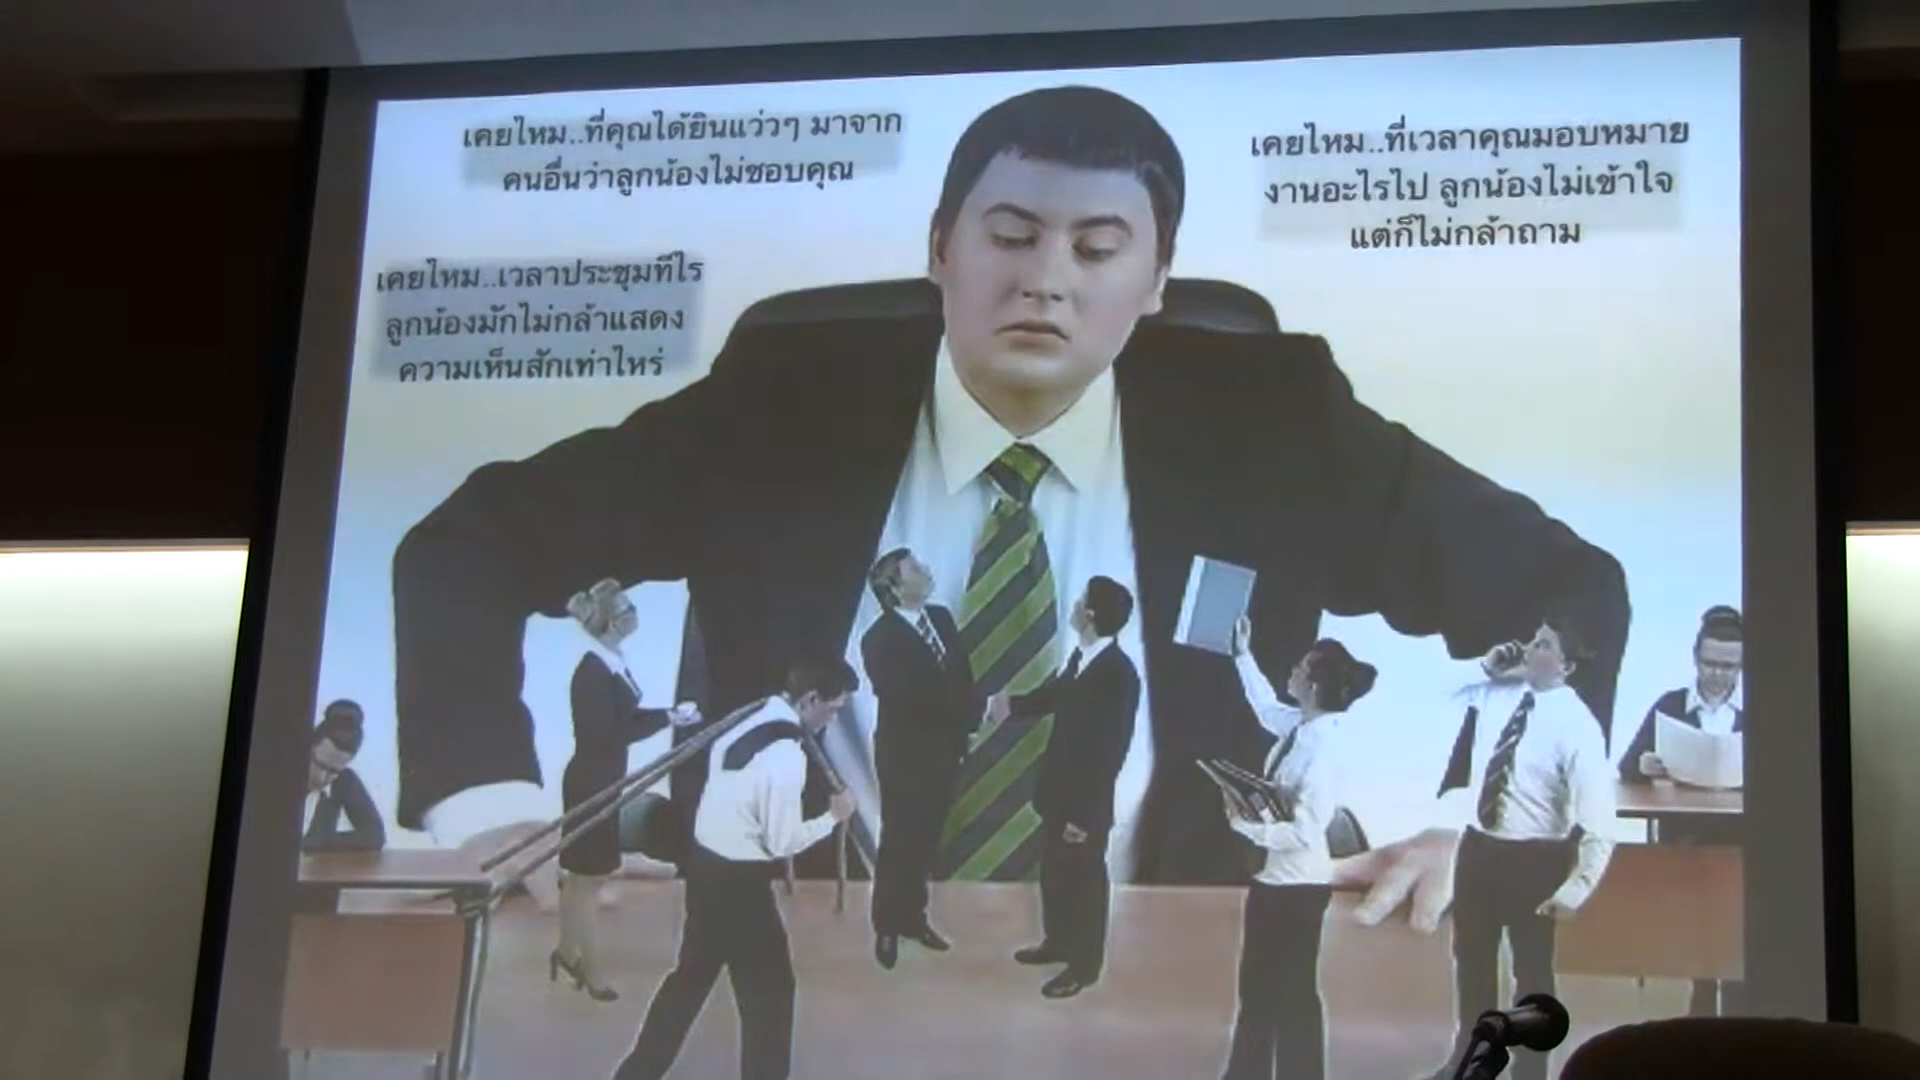 เคยไหม..ที่คุณได้ยินแว่วๆ มาจาก
คนอื่นว่าลูกน้องไม่ชอบคุณ
เคยไหม..เวลาประชุมทีไร
ลูกน้องมักไม่กล้าแสดง
ความเห็นสักเท่าไหร่
เคยไหม..ที่เวลาคุณมอบหมาย
งานอะไรไป ลูกน้องไม่เข้าใจ
แต่ก็ไม่กล้าถาม